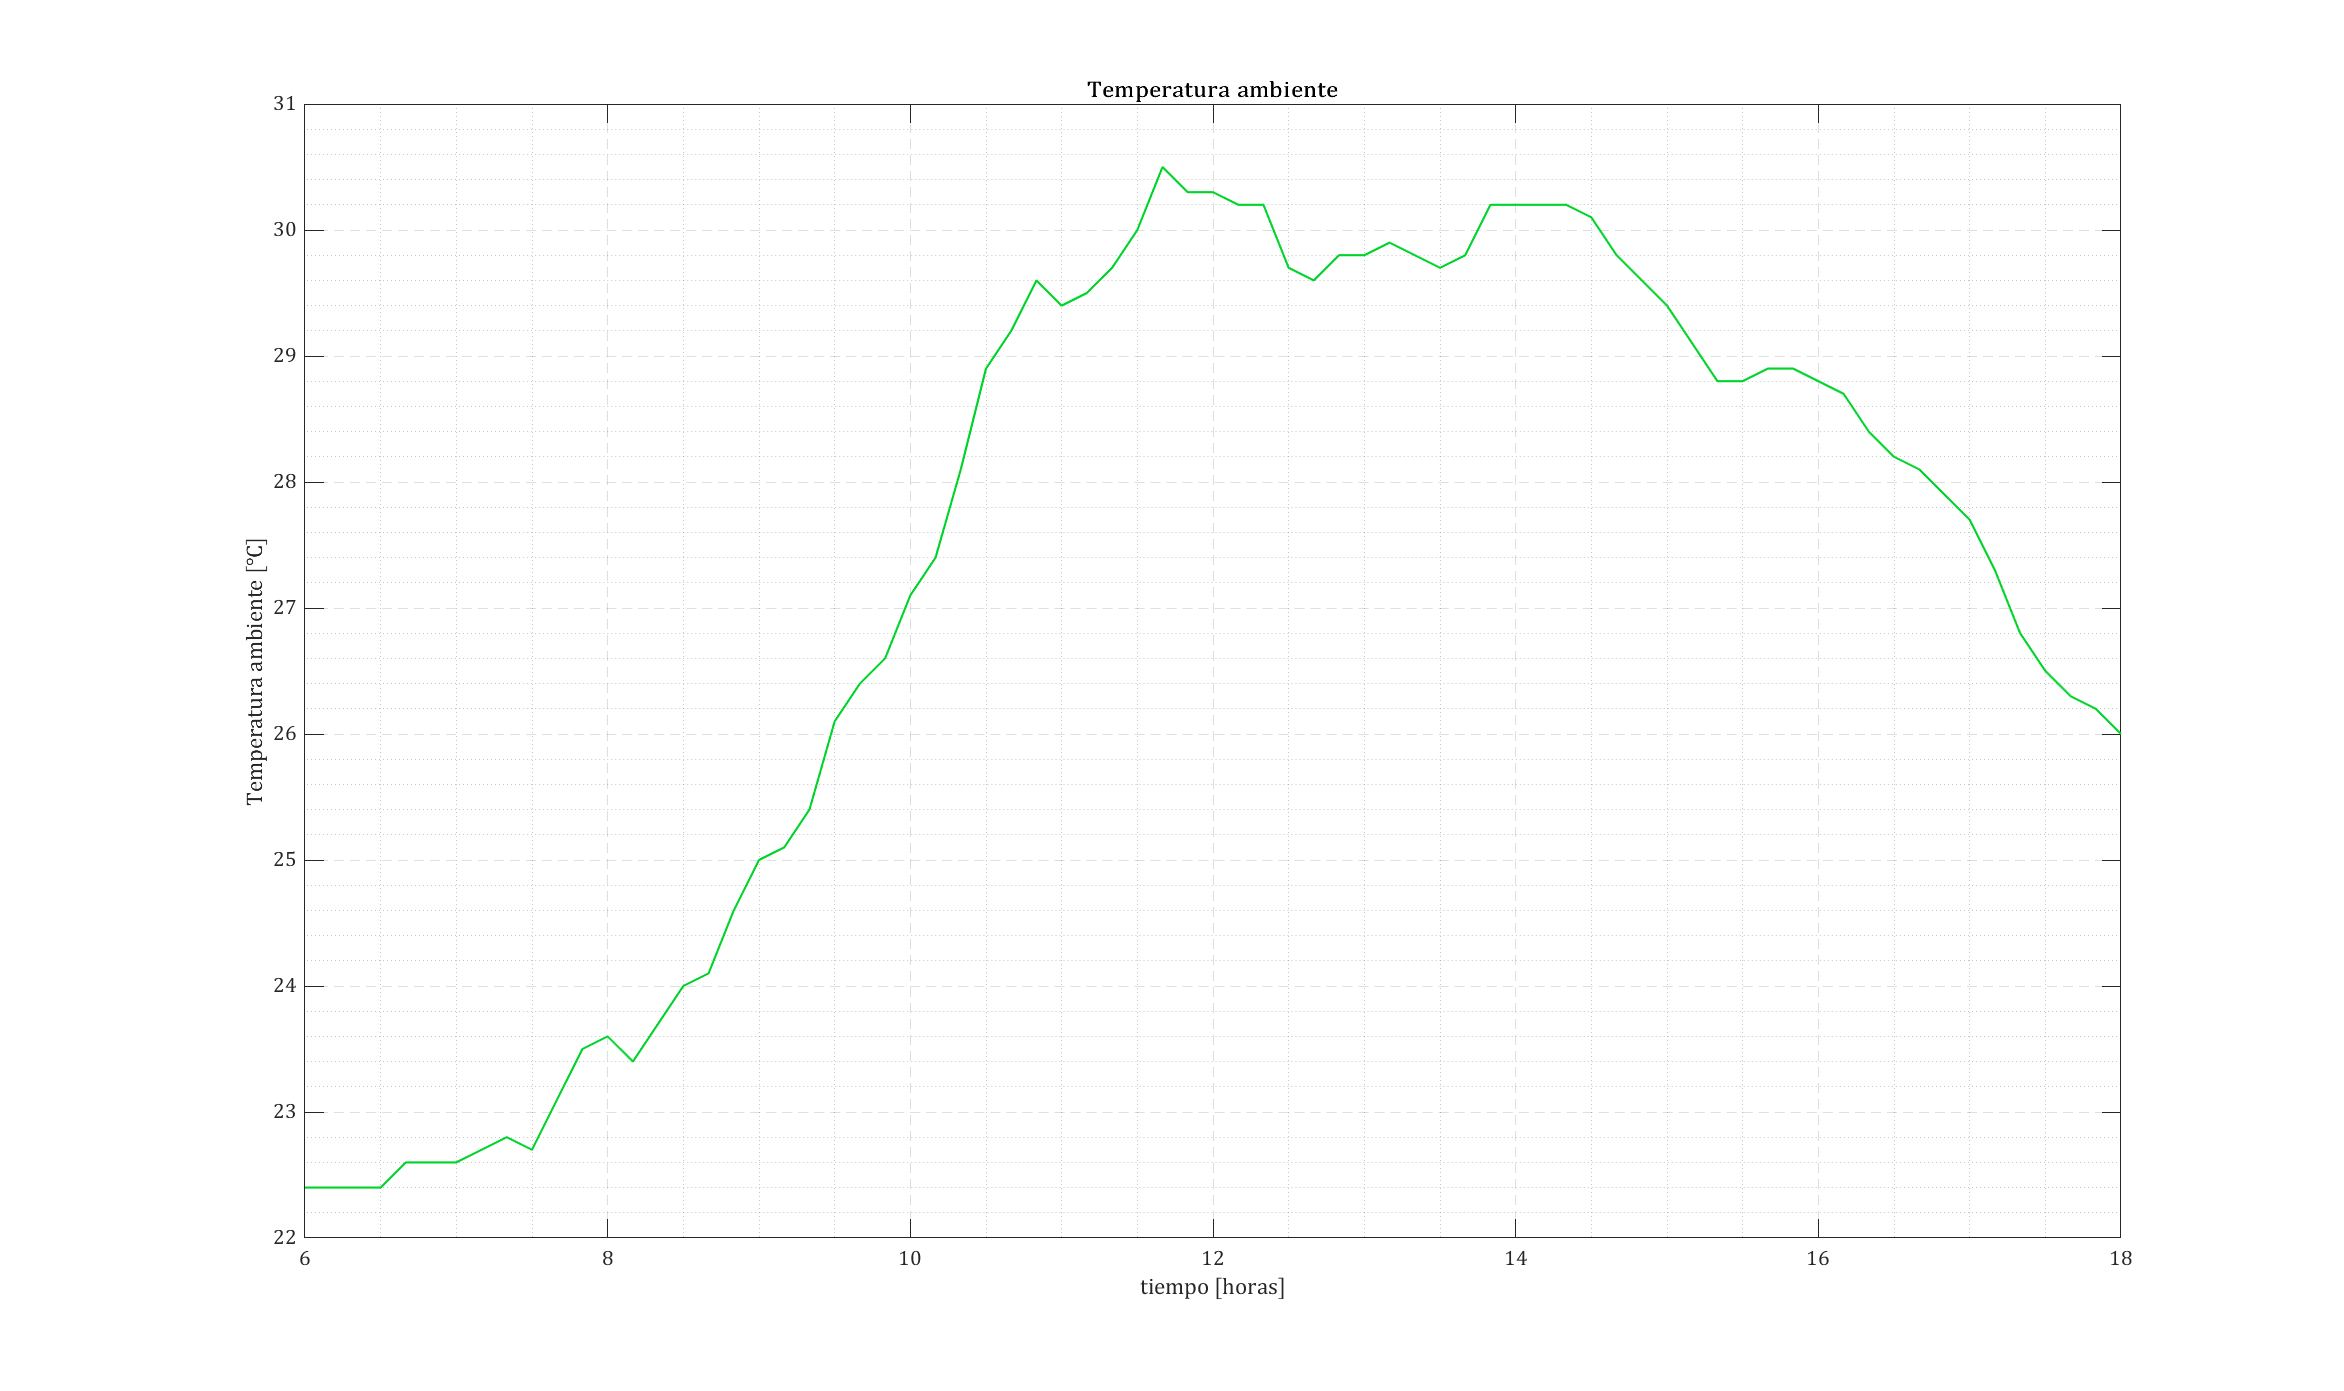 Temperatura ambiente
31
30
29
28
27
26
25
24
23
22
Temperatura ambiente [°C]
6 8 10 12 14 16 18
tiempo [horas]